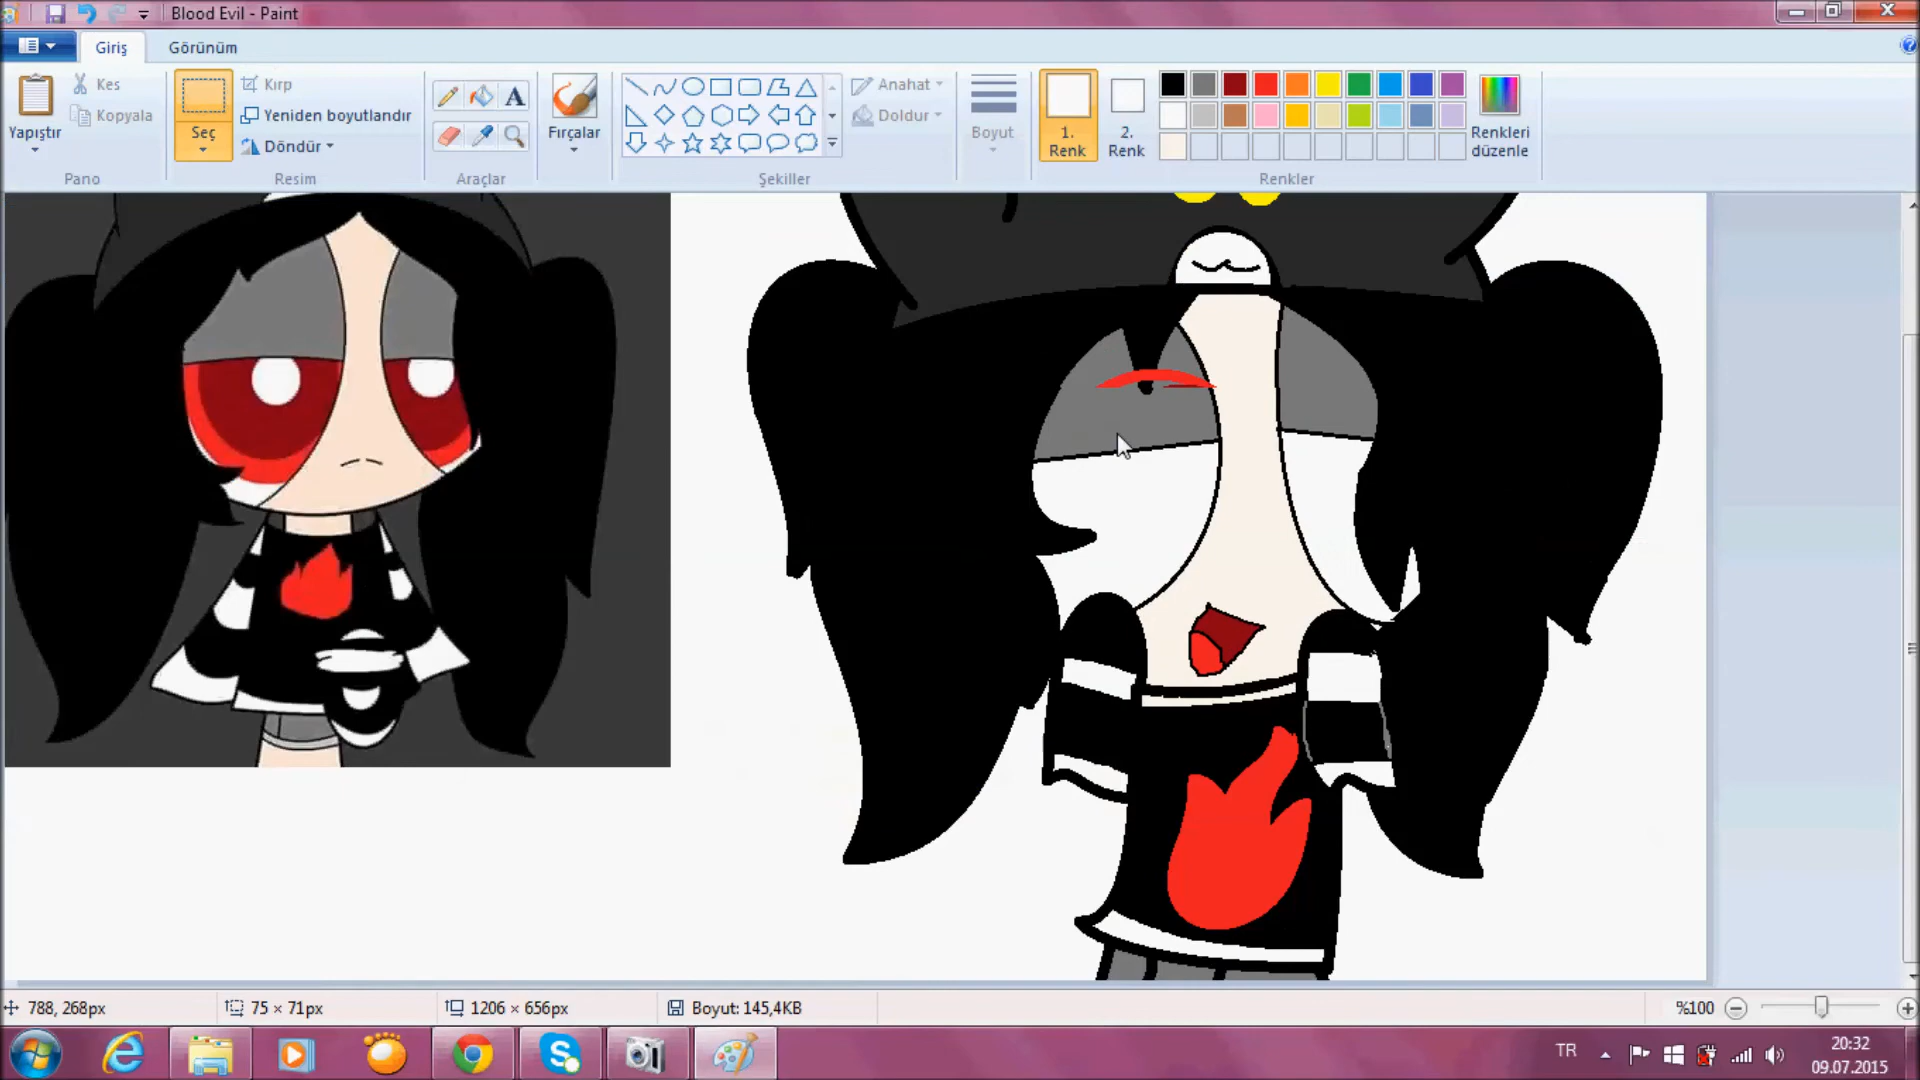 Blood Evil - Paint
Giriş
Görünüm
Yapıştır
Kes
Kopyala
Pano
Seç
Kırp
Yeniden boyutlandır
Döndür
Resim
A
Araçlar
Fırçalar
Anahat
Doldur
Şekiller
Boyut
1.
Renk
2.
Renk
Renkleri
düzenle
Renkler
788, 268px
75 × 71px
1206 × 656px
Boyut: 145,4KB
%100
TR
20:32
09.07.2015